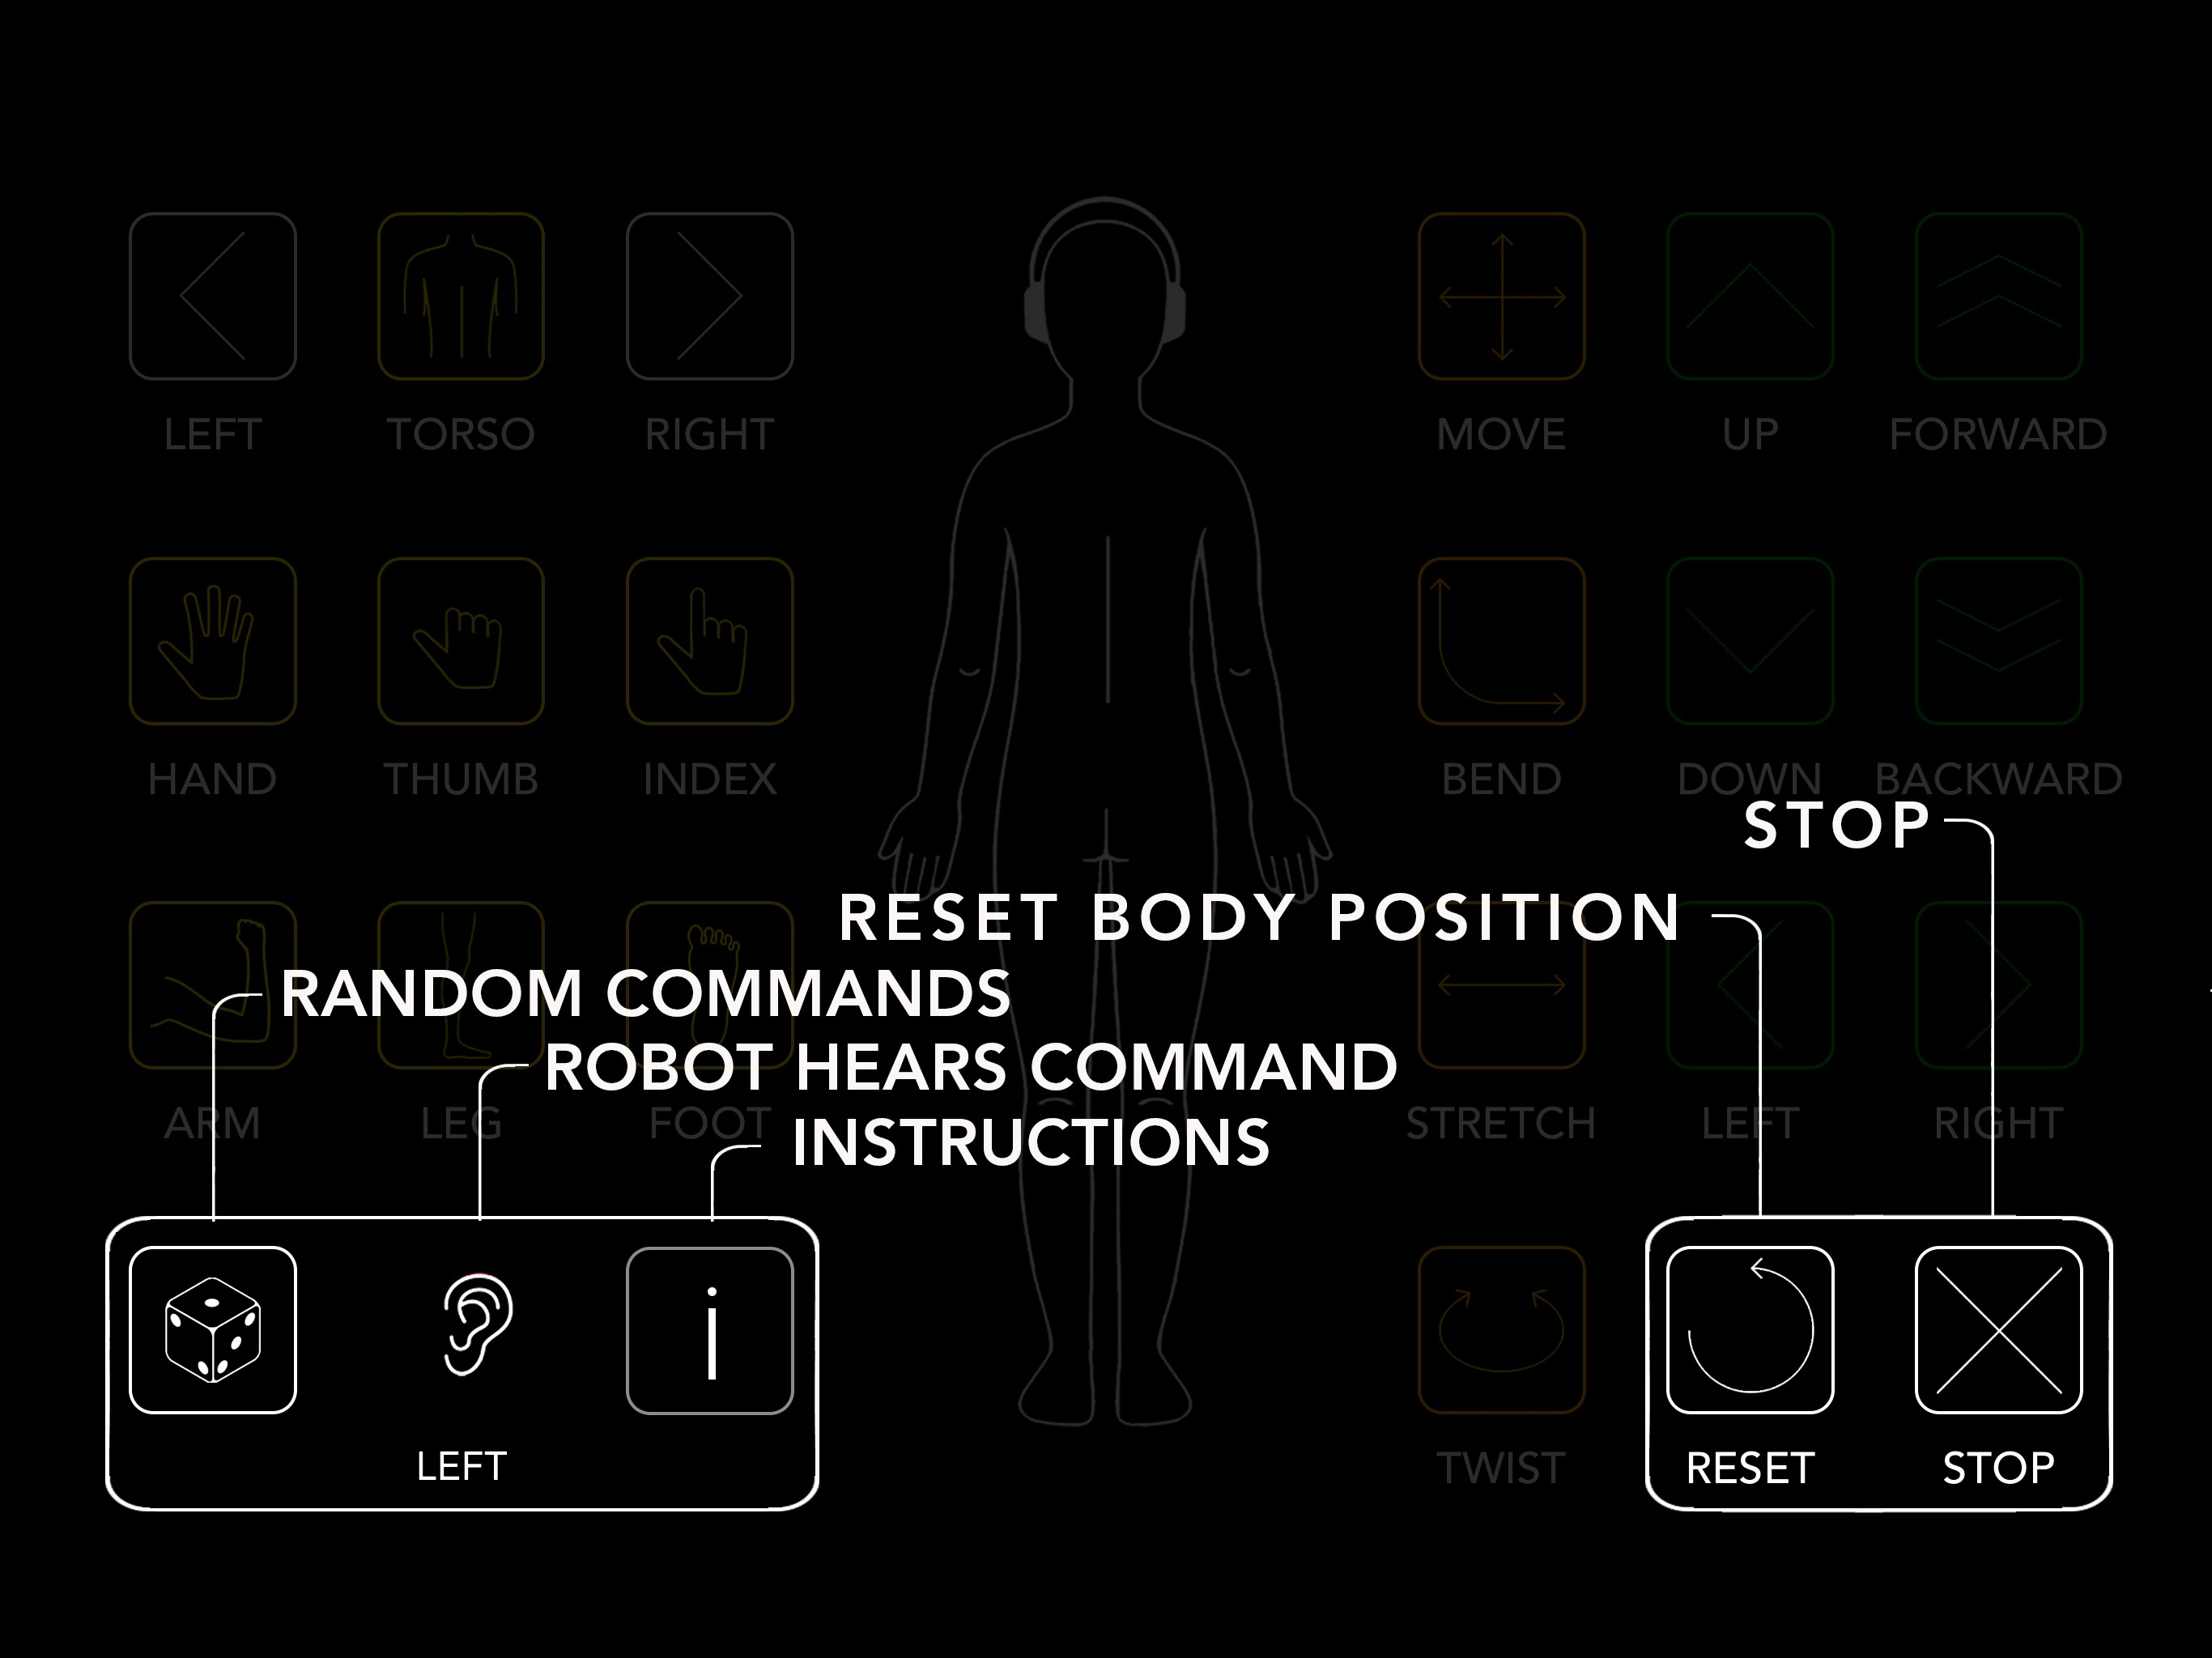 LEFT TORSO RIGHT MOVE UP FORWARD
HAND THUMB INDEX BEND DOWN BACKWARD
STOP
RESET BODY POSITION
RANDOM COMMANDS
ROBOT HEARS COMMAND
ARM LEG FOOT STRETCH LEFT RIGHT
INSTRUCTIONS
i
LEFT TWIST RESET STOP